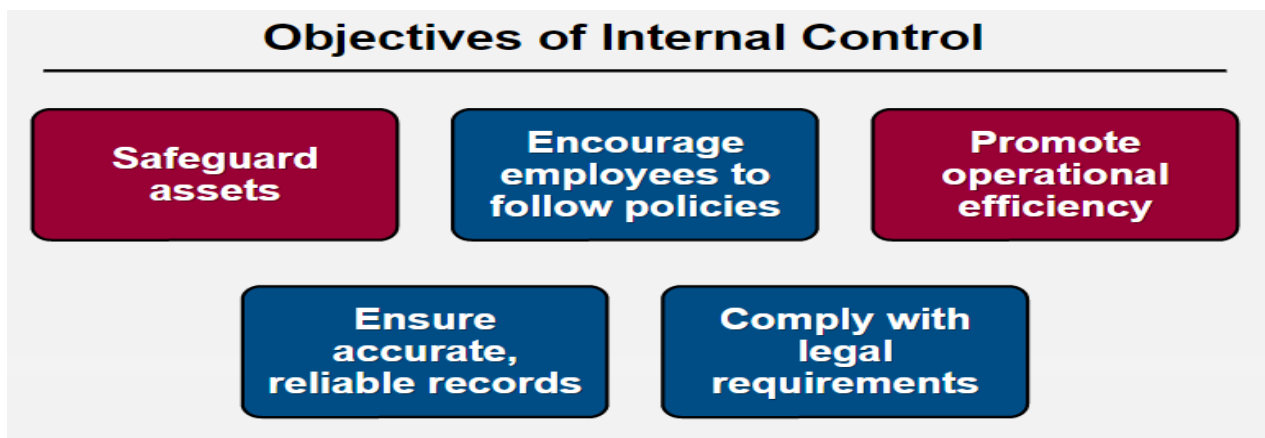 Objectives of Internal Control
Safeguard
assets
Encourage
employees to
follow policies
Promote
operational
efficiency
Ensure
accurate,
reliable records
Comply with
legal
requirements